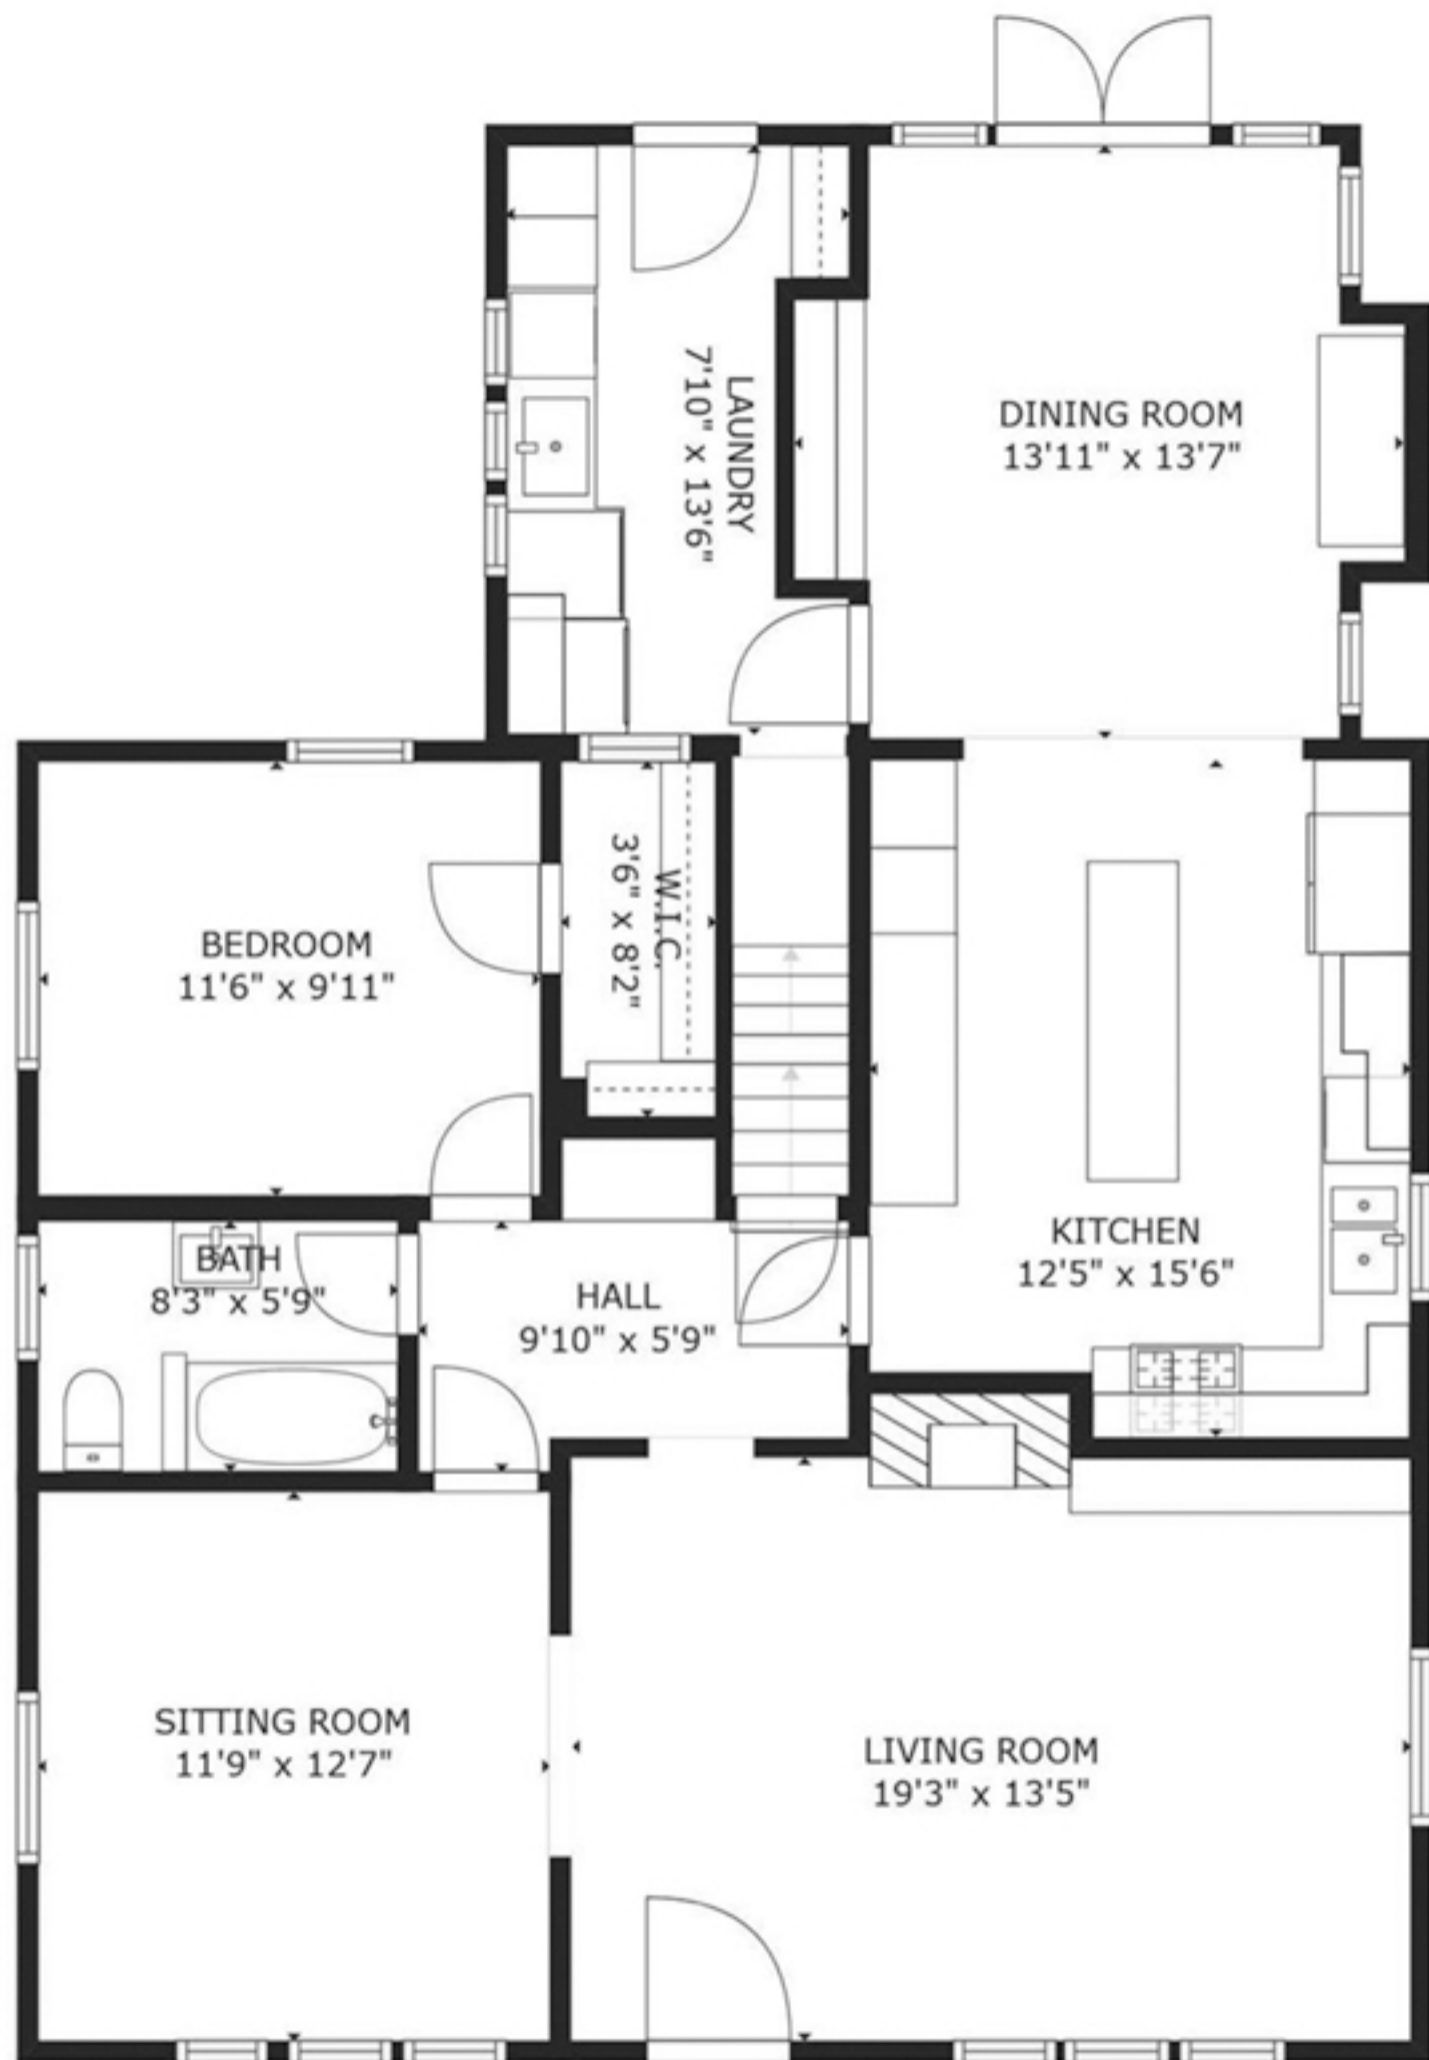 DINING ROOM
13'11" x 13'7"
LAUNDRY
7'10" x 13'6"
W.I.C.
3'6" x 8'2"
BEDROOM
11'6" x 9'11"
KITCHEN
12'5" x 15'6"
BATH
8'3" x 5'9"
HALL
9'10" x 5'9"
SITTING ROOM
11'9" x 12'7"
LIVING ROOM
19'3" x 13'5"